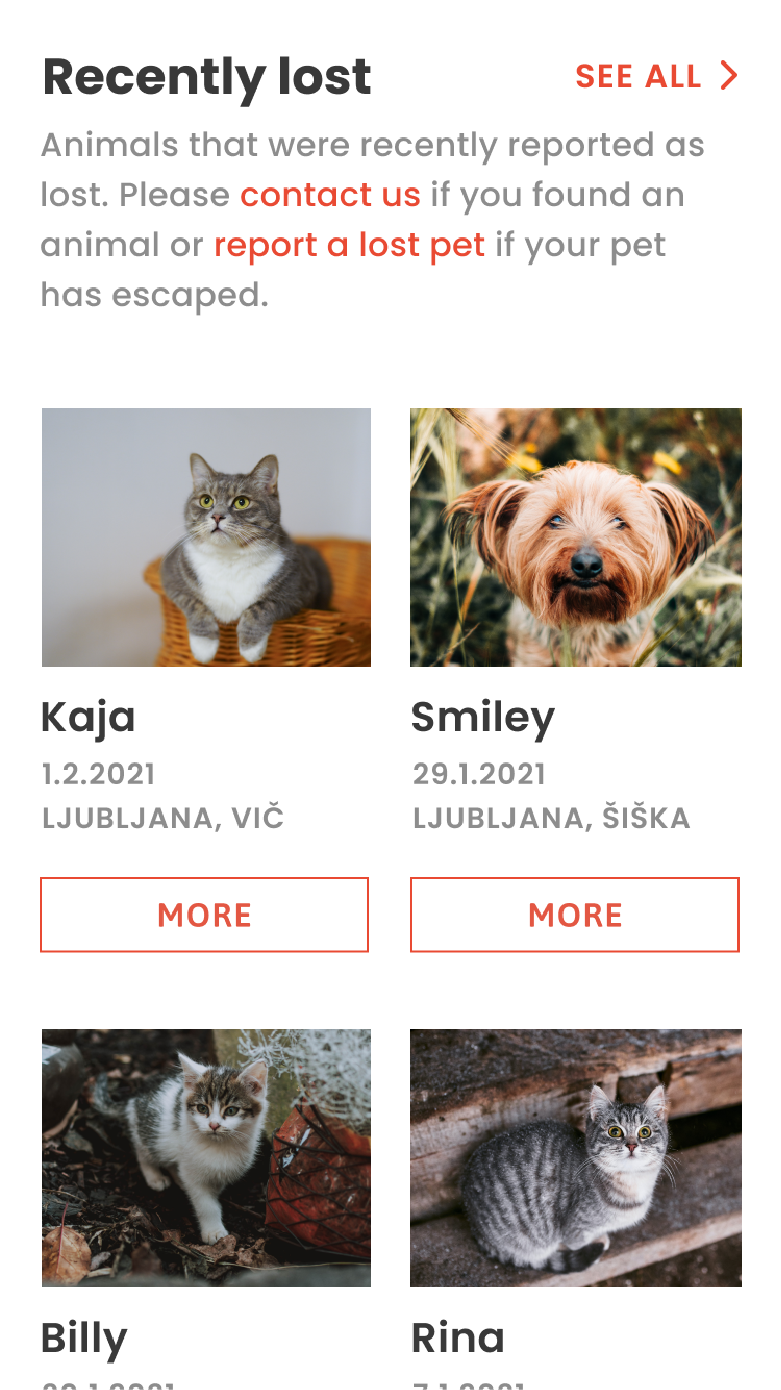 Recently lost
SEE ALL
Animals that were recently reported as
lost. Please contact us if you found an
animal or report a lost pet if your pet
has escaped.
Kaja
1.2.2021
LJUBLJANA, VIČ
MORE
Smiley
29.1.2021
LJUBLJANA, ŠIŠKA
MORE
Billy
Rina